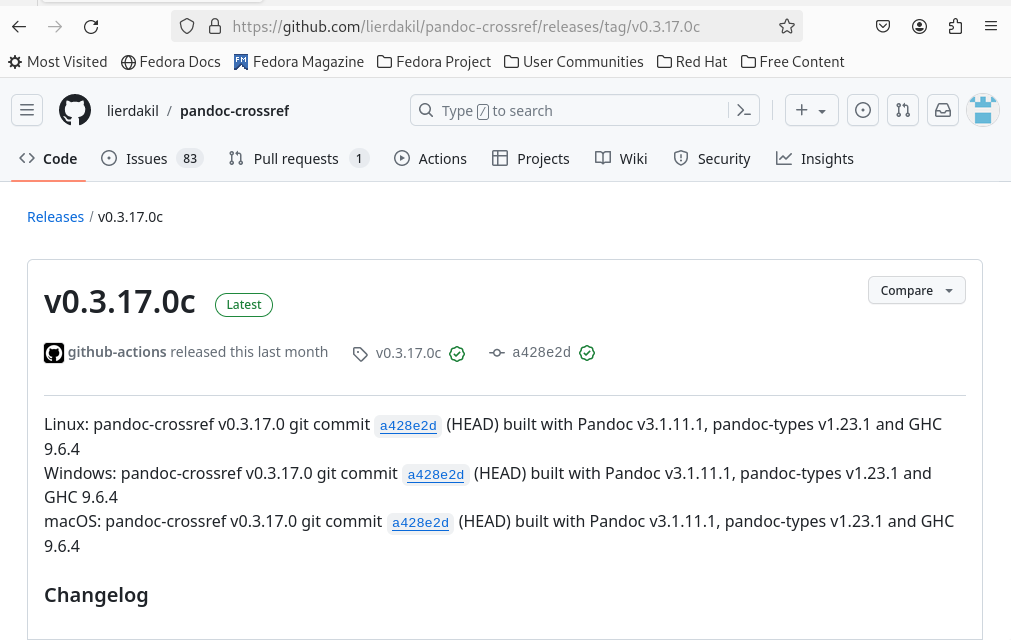 https://github.com/lierdakil/pandoc-crossref/releases/tag/v0.3.17.0c
Most Visited Fedora Docs FM Fedora Magazine Fedora Project User Communities Red Hat Free Content
lierdakil / pandoc-crossref Type / to search
Code Issues 83 Pull requests 1 Actions Projects Wiki Security Insights
Releases / v0.3.17.0c
v0.3.17.0c Latest Compare
github-actions released this last month v0.3.17.0c a428e2d
Linux: pandoc-crossref v0.3.17.0 git commit a428e2d (HEAD) built with Pandoc v3.1.11.1, pandoc-types v1.23.1 and GHC
9.6.4
Windows: pandoc-crossref v0.3.17.0 git commit a428e2d (HEAD) built with Pandoc v3.1.11.1, pandoc-types v1.23.1 and
GHC 9.6.4
macOS: pandoc-crossref v0.3.17.0 git commit a428e2d (HEAD) built with Pandoc v3.1.11.1, pandoc-types v1.23.1 and GHC
9.6.4
Changelog